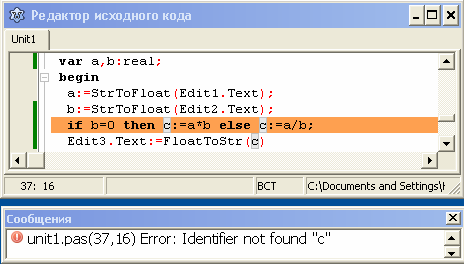 Редактор исходного кода
Unit1
var a,b:real;
begin
a:=StrToFloat(Edit1.Text);
b:=StrToFloat(Edit2.Text);
if b=0 then c:=a*b else c:=a/b;
Edit3.Text:=FloatToStr(c)
37: 16 ВСТ C:\Documents and Settings\
Сообщения
unit1.pas(37,16) Error: Identifier not found "c"